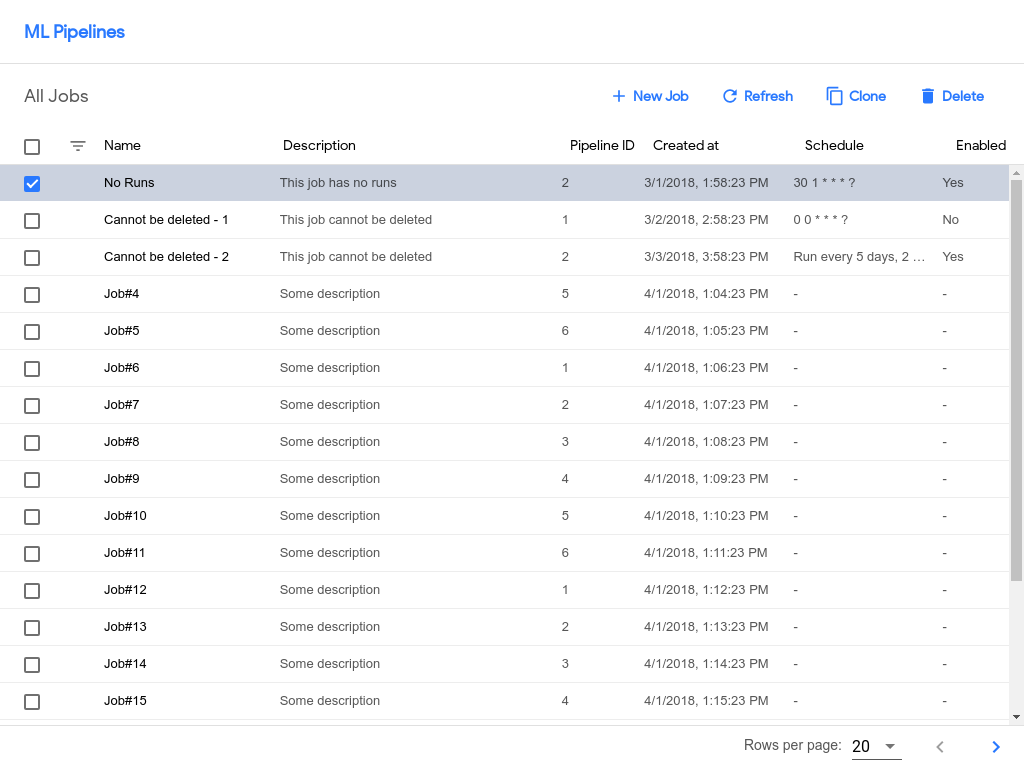 ML Pipelines
All Jobs New Job Refresh Clone Delete
Name Description Pipeline ID Created at Schedule Enabled
No Runs This job has no runs 2 3/1/2018, 1:58:23 PM 30 1 * * * ? Yes
Cannot be deleted - 1 This job cannot be deleted 1 3/2/2018, 2:58:23 PM 0 0 * * * ? No
Cannot be deleted - 2 This job cannot be deleted 2 3/3/2018, 3:58:23 PM Run every 5 days, 2 ... Yes
Job#4 Some description 5 4/1/2018, 1:04:23 PM - -
Job#5 Some description 6 4/1/2018, 1:05:23 PM - -
Job#6 Some description 1 4/1/2018, 1:06:23 PM - -
Job#7 Some description 2 4/1/2018, 1:07:23 PM - -
Job#8 Some description 3 4/1/2018, 1:08:23 PM - -
Job#9 Some description 4 4/1/2018, 1:09:23 PM - -
Job#10 Some description 5 4/1/2018, 1:10:23 PM - -
Job#11 Some description 6 4/1/2018, 1:11:23 PM - -
Job#12 Some description 1 4/1/2018, 1:12:23 PM - -
Job#13 Some description 2 4/1/2018, 1:13:23 PM - -
Job#14 Some description 3 4/1/2018, 1:14:23 PM - -
Job#15 Some description 4 4/1/2018, 1:15:23 PM - -
Rows per page: 20